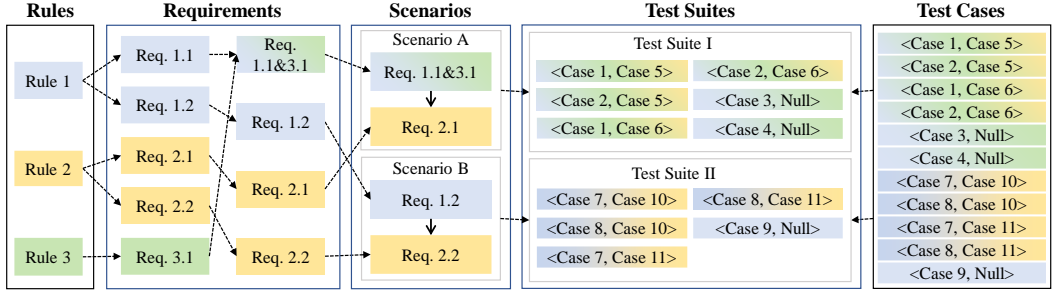 Rules
Requirements
Scenarios
Test Suites
Test Cases
Rule 1
Rule 2
Rule 3
Req. 1.1
Req. 1.2
Req. 2.1
Req. 2.2
Req. 3.1
Req.
1.1&3.1
Req. 1.2
Req. 2.1
Req. 2.2
Scenario A
Req. 1.1&3.1
Req. 2.1
Scenario B
Req. 1.2
Req. 2.2
Test Suite I
<Case 1, Case 5>
<Case 2, Case 6>
<Case 2, Case 5>
<Case 3, Null>
<Case 1, Case 6>
<Case 4, Null>
Test Suite II
<Case 7, Case 10>
<Case 8, Case 11>
<Case 8, Case 10>
<Case 9, Null>
<Case 7, Case 11>
<Case 1, Case 5>
<Case 2, Case 5>
<Case 1, Case 6>
<Case 2, Case 6>
<Case 3, Null>
<Case 4, Null>
<Case 7, Case 10>
<Case 8, Case 10>
<Case 7, Case 11>
<Case 8, Case 11>
<Case 9, Null>